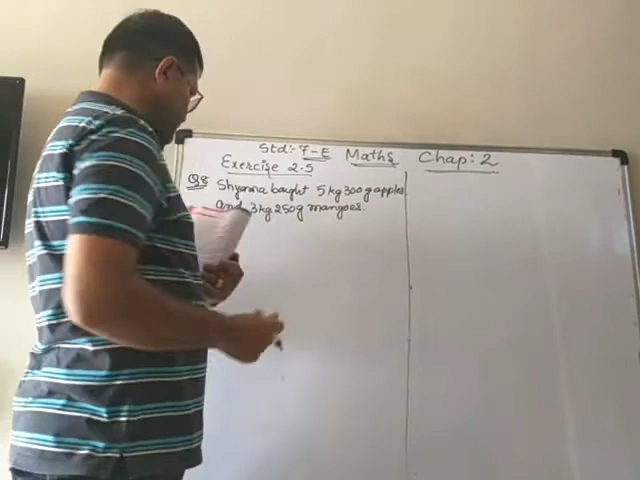 Std:- 7-E Maths Chap: 2
Exercise 2.5
Q8 Shyama bought 5 kg 300 g apples
and 3 kg 250 g mangoes.